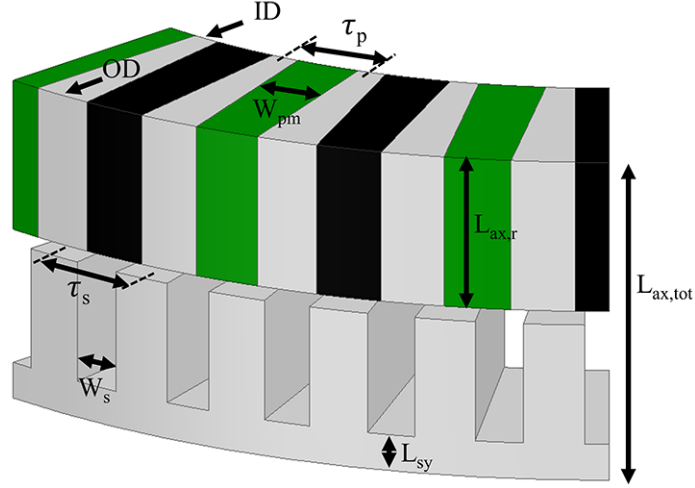 ID
τp
OD
Wpm
Lax,r
Lax,tot
τs
Ws
Lsy